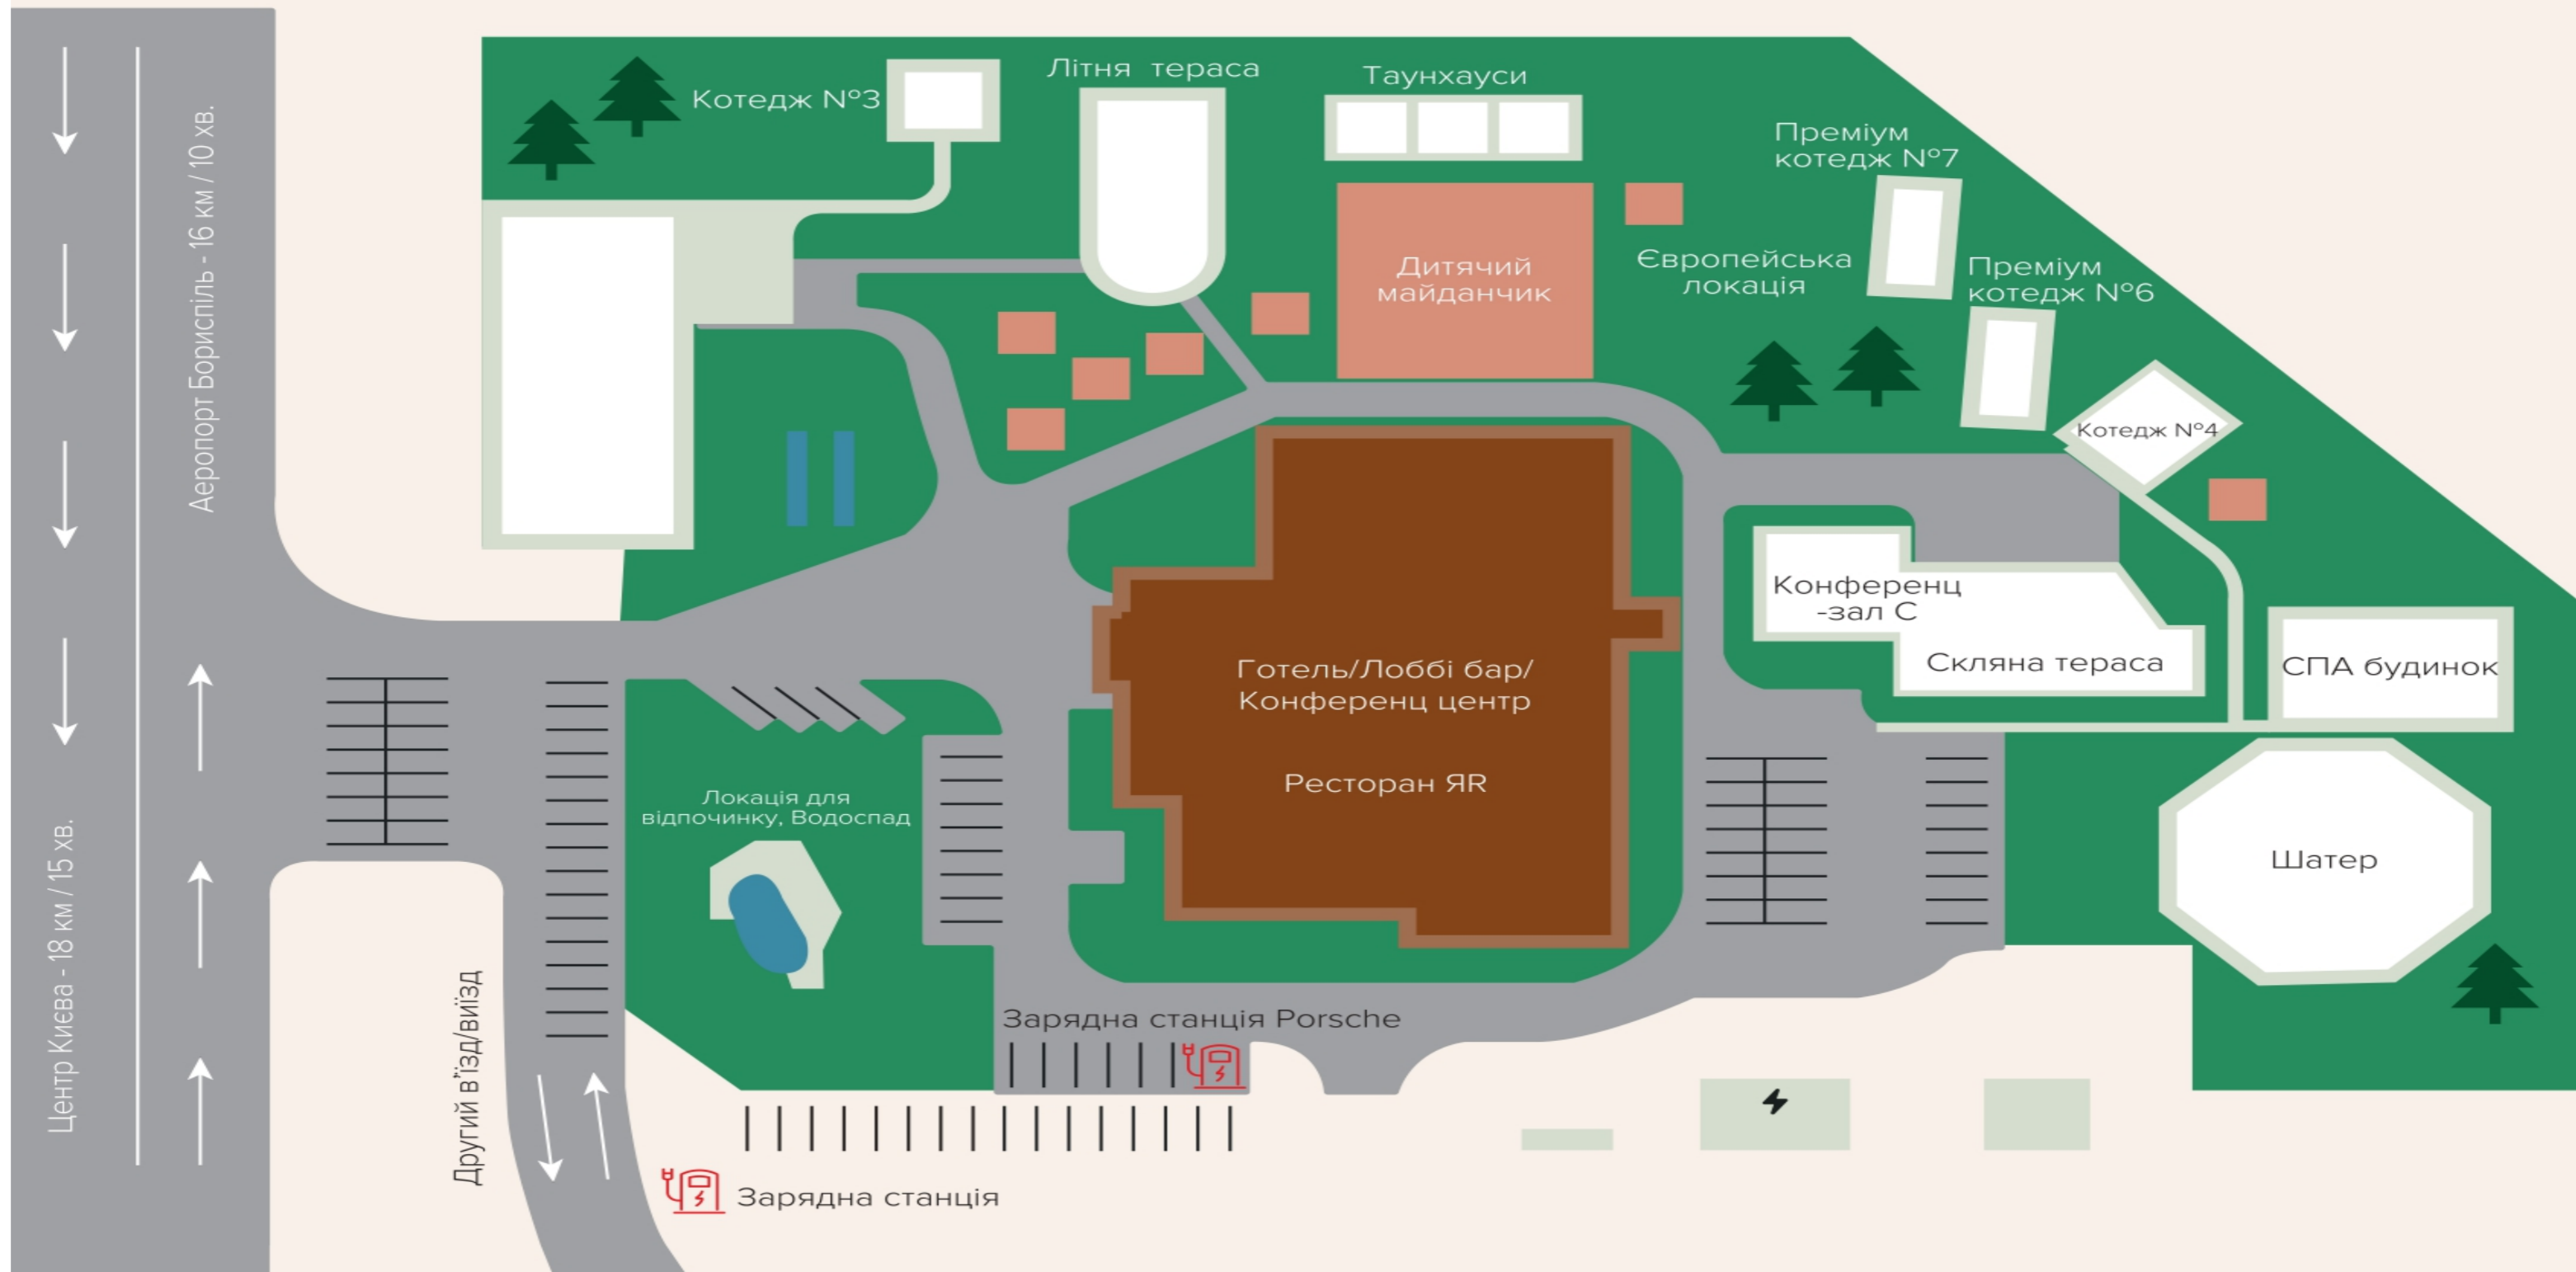 Аеропорт Бориспіль - 16 км / 10 хв.
Центр Києва - 18 км / 15 хв.
Котедж №3
Літня тераса
Таунхауси
Преміум
котедж №7
Дитячий
майданчик
Європейська
локація
Преміум
котедж №6
Котедж №4
Конференц
-зал С
Скляна тераса
СПА будинок
Готель/Лоббі бар/
Конференц центр
Ресторан ЯR
Локація для
відпочинку, Водоспад
Шатер
Другий в'їзд/виїзд
Зарядна станція Porsche
Зарядна станція